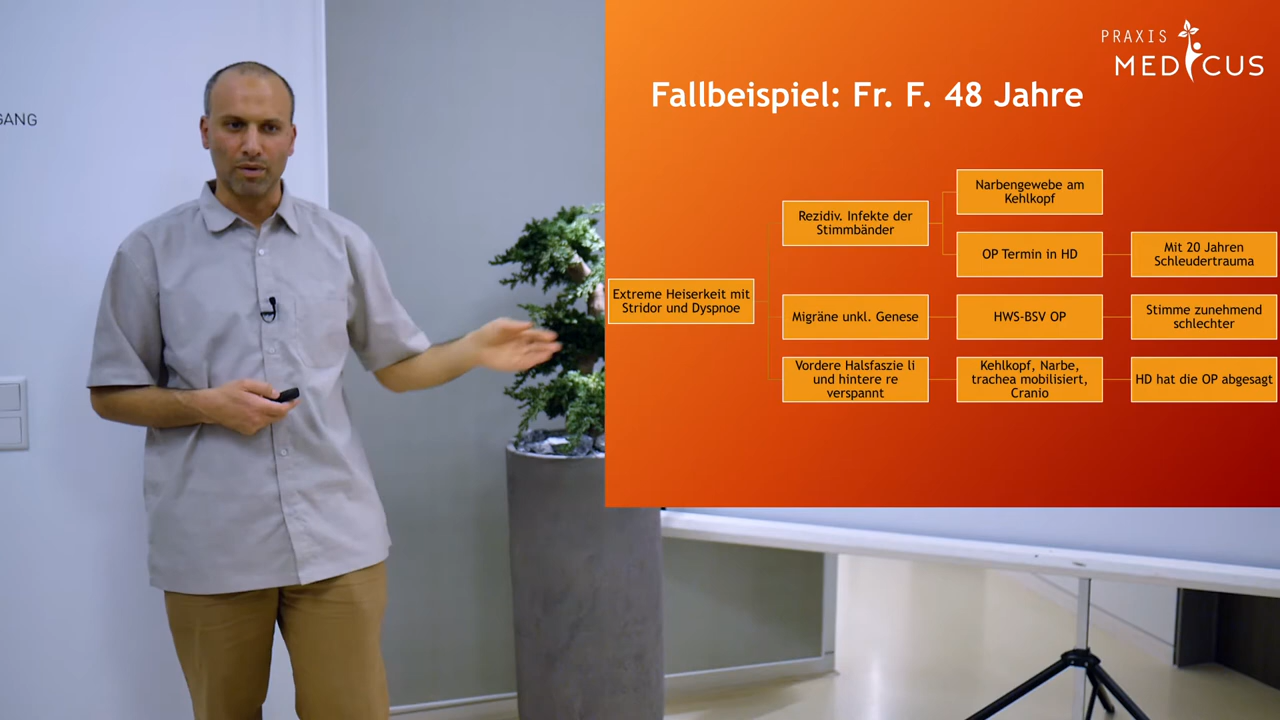 GANG
PRAXIS
MEDICUS
Fallbeispiel: Fr. F. 48 Jahre
Extreme Heiserkeit mit
Stridor und Dyspnoe
Rezidiv. Infekte der
Stimmbänder
Narbengewebe am
Kehlkopf
OP Termin in HD
Mit 20 Jahren
Schleudertrauma
Migräne unkl. Genese
HWS-BSV OP
Stimme zunehmend
schlechter
Vordere Halsfaszie li
und hintere re
verspannt
Kehlkopf, Narbe,
trachea mobilisiert,
Cranio
HD hat die OP abgesagt